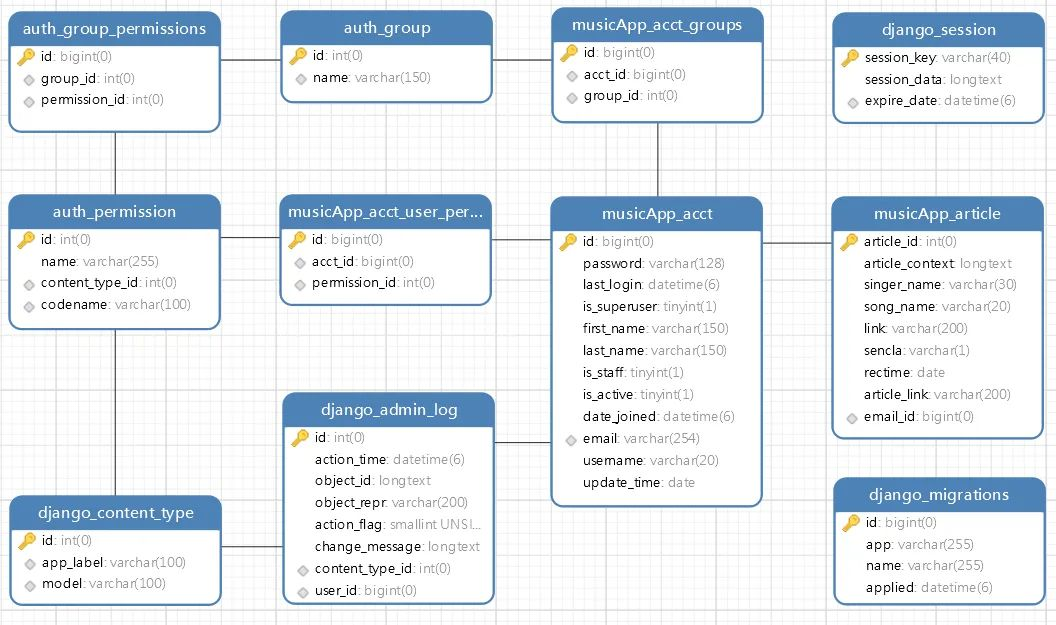 auth_group_permissions
id: bigint(0)
group_id: int(0)
permission_id: int(0)
auth_group
id: int(0)
name: varchar(150)
musicApp_acct_groups
id: bigint(0)
acct_id: bigint(0)
group_id: int(0)
django_session
session_key: varchar(40)
session_data: longtext
expire_date: datetime(6)
auth_permission
id: int(0)
name: varchar(255)
content_type_id: int(0)
codename: varchar(100)
musicApp_acct_user_per...
id: bigint(0)
acct_id: bigint(0)
permission_id: int(0)
musicApp_acct
id: bigint(0)
password: varchar(128)
last_login: datetime(6)
is_superuser: tinyint(1)
first_name: varchar(150)
last_name: varchar(150)
is_staff: tinyint(1)
is_active: tinyint(1)
date_joined: datetime(6)
email: varchar(254)
username: varchar(20)
update_time: date
musicApp_article
article_id: int(0)
article_context: longtext
singer_name: varchar(30)
song_name: varchar(20)
link: varchar(200)
sencla: varchar(1)
rectime: date
article_link: varchar(200)
email_id: bigint(0)
django_admin_log
id: int(0)
action_time: datetime(6)
object_id: longtext
object_repr: varchar(200)
action_flag: smallint UNSI...
change_message: longtext
content_type_id: int(0)
user_id: bigint(0)
django_content_type
id: int(0)
app_label: varchar(100)
model: varchar(100)
django_migrations
id: bigint(0)
app: varchar(255)
name: varchar(255)
applied: datetime(6)